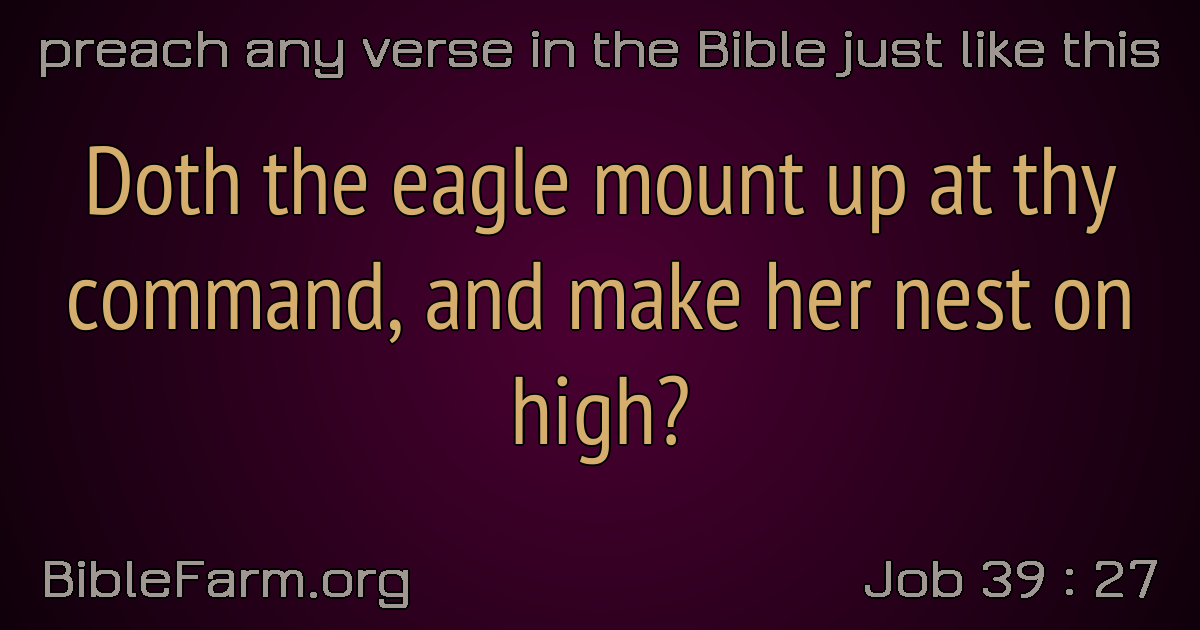 preach any verse in the Bible just like this
Doth the eagle mount up at thy
command, and make her nest on
high?
BibleFarm.org
Job 39 : 27